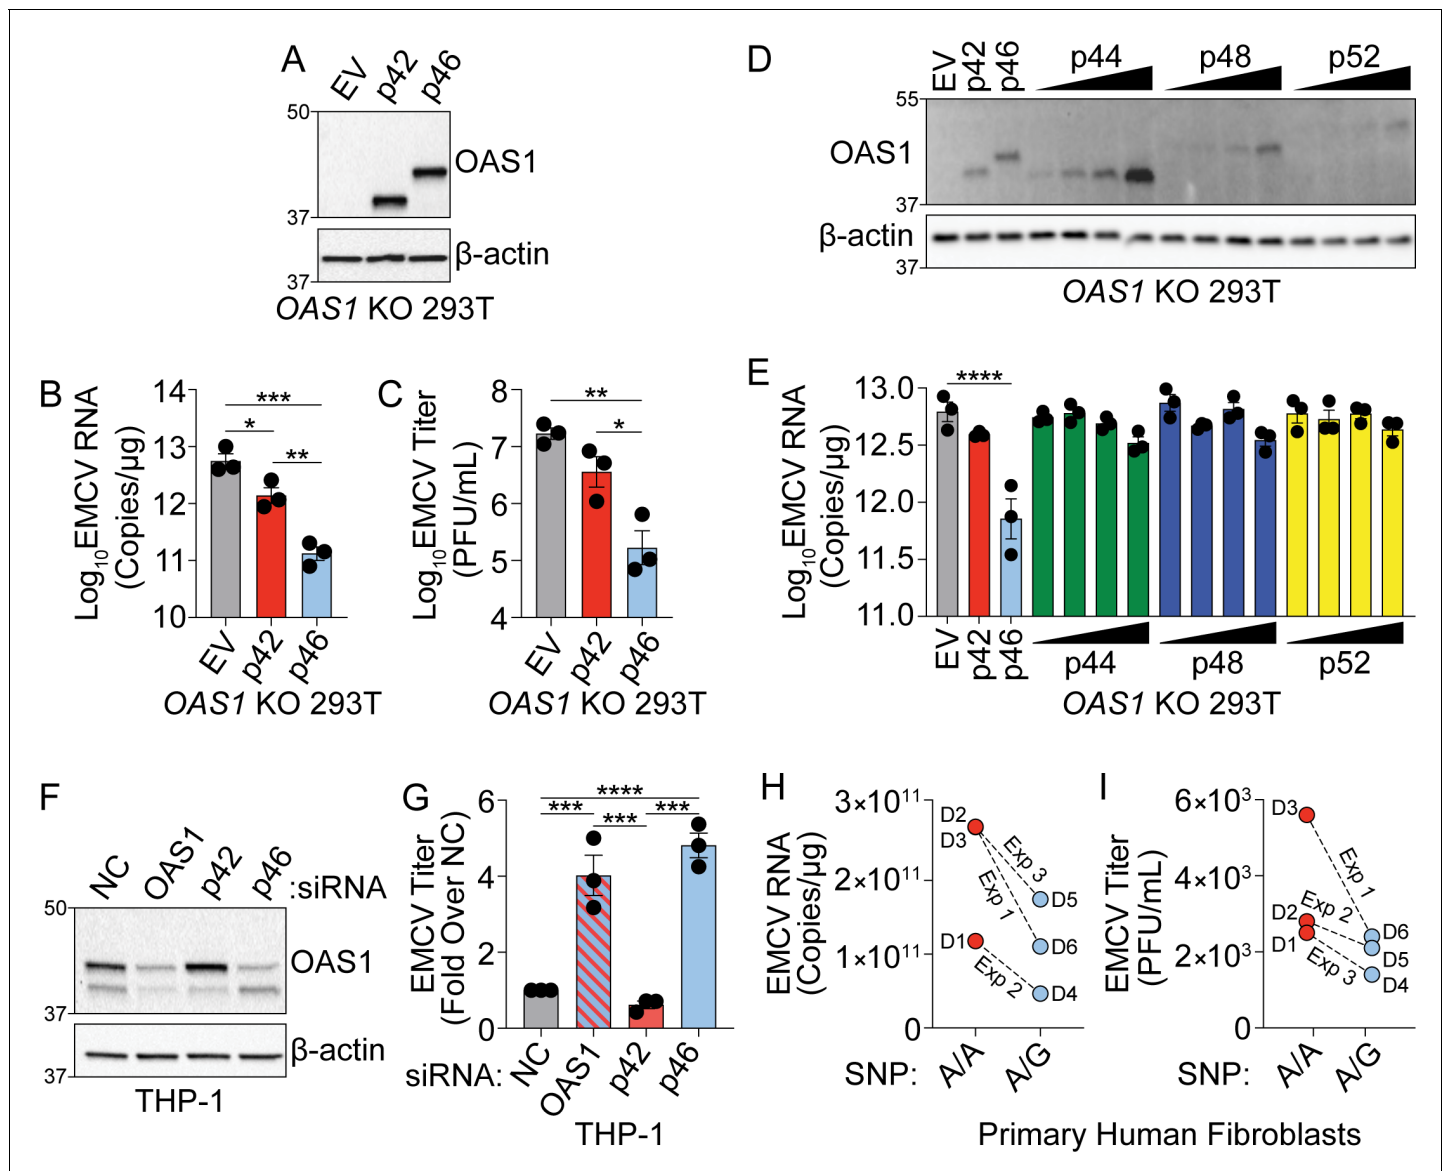 A
EV
p42
p46
50
OAS1
37
β-actin
37
OAS1 KO 293T
D
EV
p42
p46
p44
p48
p52
55
OAS1
37
β-actin
37
OAS1 KO 293T
B
Log10EMCV RNA
(Copies/µg)
14
13
12
11
10
***
*
**
EV
p42
p46
OAS1 KO 293T
C
Log10EMCV Titer
(PFU/mL)
8
7
6
5
4
**
*
EV
p42
p46
OAS1 KO 293T
E
Log10EMCV RNA
(Copies/µg)
13.0
12.5
12.0
11.5
11.0
****
EV
p42
p46
p44
p48
p52
OAS1 KO 293T
F
NC
OAS1
p42
p46
:siRNA
50
OAS1
37
β-actin
37
THP-1
G
EMCV Titer
(Fold Over NC)
6
4
2
0
****
*** ***
***
siRNA:
NC
OAS1
p42
p46
THP-1
H
EMCV RNA
(Copies/µg)
3×10¹¹
2×10¹¹
1×10¹¹
0
D2
D3
D1
Exp 3
Exp 1
Exp 2
D5
D6
D4
SNP:
A/A
A/G
I
EMCV Titer
(PFU/mL)
6×10³
4×10³
2×10³
0
D3
D2
D1
Exp 1
Exp 2
Exp 3
D6
D5
D4
SNP:
A/A
A/G
Primary Human Fibroblasts